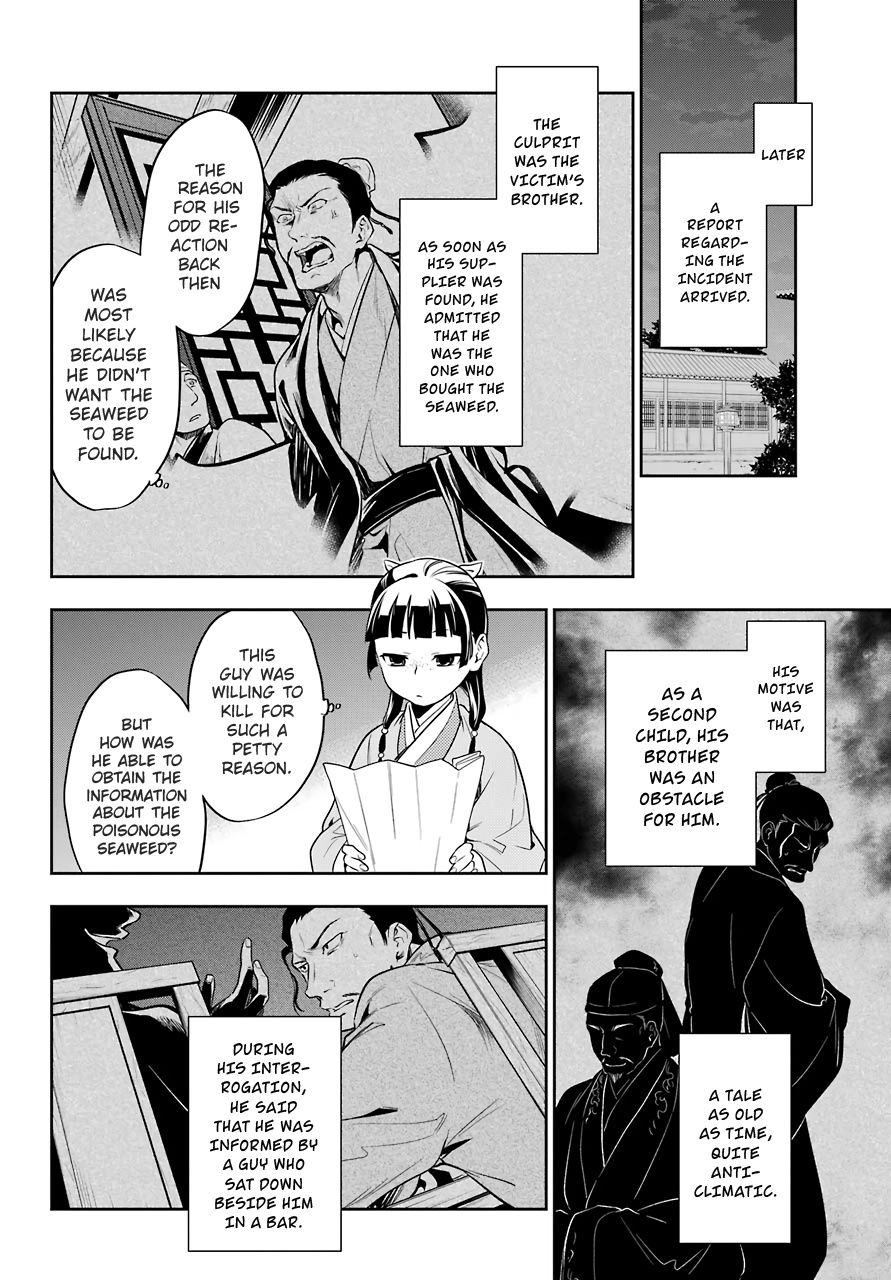 LATER
A
REPORT
REGARD-
ING THE
INCIDENT
ARRIVED.
THE
CULPRIT
WAS THE
VICTIM'S
BROTHER.
AS SOON AS
HIS SUP-
PLIER WAS
FOUND, HE
ADMITTED
THAT HE
WAS THE
ONE WHO
BOUGHT THE
SEAWEED.
THE
REASON
FOR HIS
ODD RE-
ACTION
BACK
THEN
WAS
MOST
LIKELY
BECAUSE
HE DIDN'T
WANT THE
SEAWEED
TO BE
FOUND.
HIS
MOTIVE
WAS
THAT,
AS A
SECOND
CHILD, HIS
BROTHER
WAS AN
OBSTACLE
FOR HIM.
A TALE
AS OLD
AS TIME,
QUITE
ANTI-
CLIMATIC.
THIS
GUY WAS
WILLING TO
KILL FOR
SUCH A
PETTY
REASON.
BUT
HOW WAS
HE ABLE TO
OBTAIN THE
INFORMATION
ABOUT THE
POISONOUS
SEAWEED?
DURING
HIS INTER-
ROGATION,
HE SAID
THAT HE WAS
INFORMED BY
A GUY WHO
SAT DOWN
BESIDE HIM
IN A BAR.